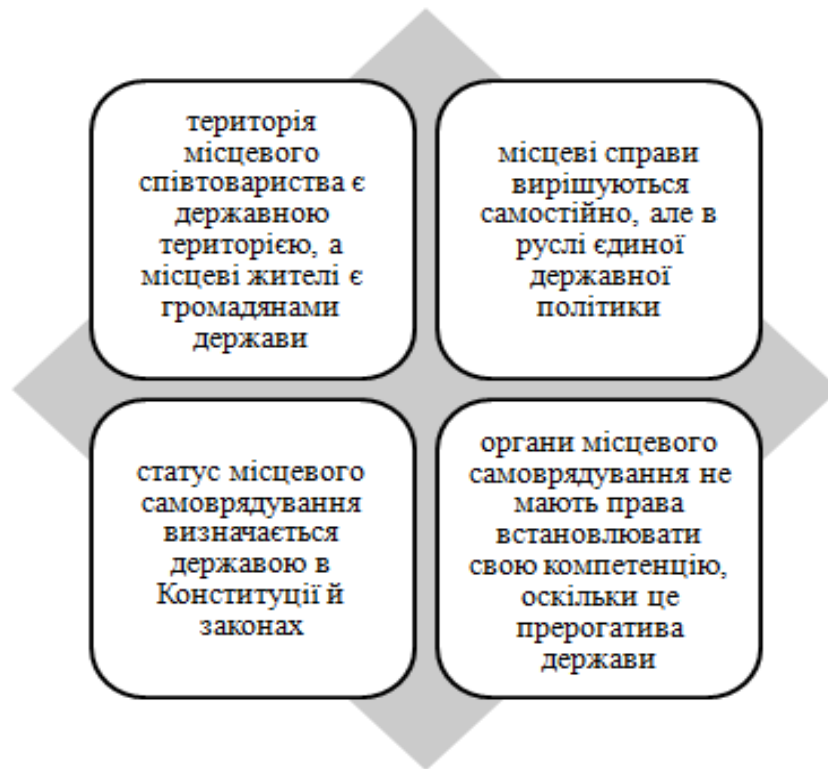 територія
місцевого
співтовариства є
державною
територією, а
місцеві жителі є
громадянами
держави
місцеві справи
вирішуються
самостійно, але в
руслі єдиної
державної
політики
статус місцевого
самоврядування
визначається
державою в
Конституції й
законах
органи місцевого
самоврядування не
мають права
встановлювати
свою компетенцію,
оскільки це
прерогатива
держави